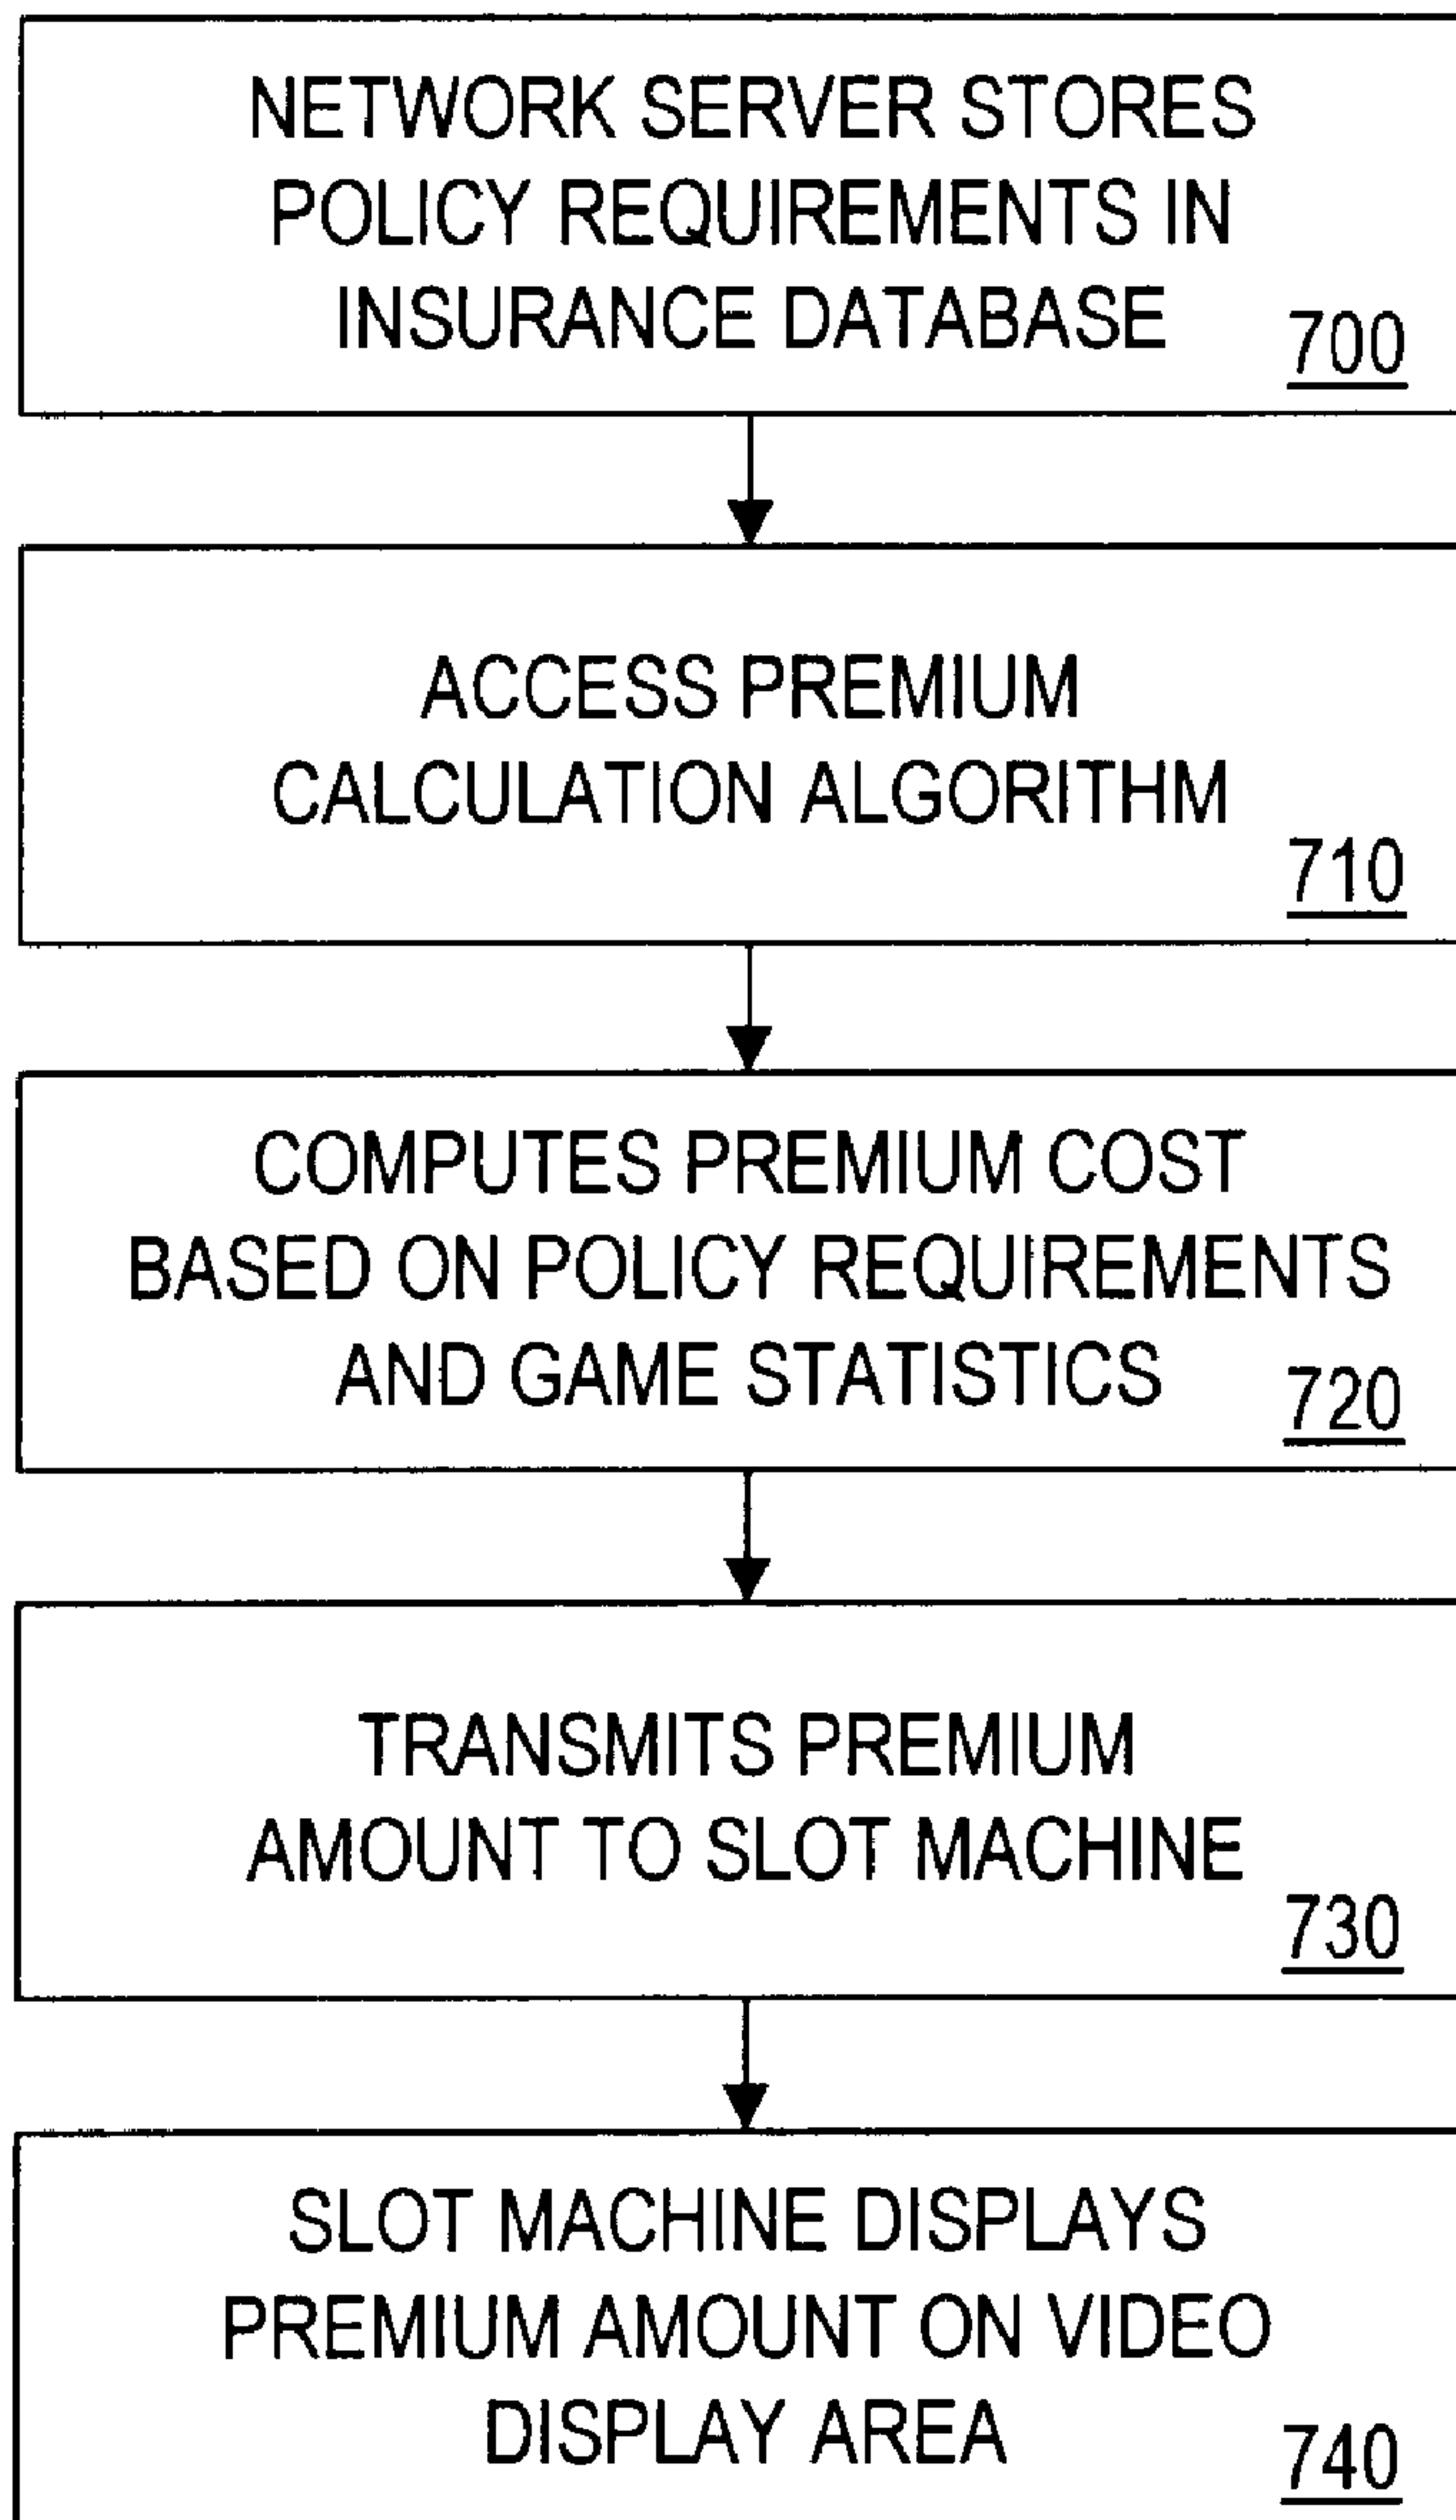 NETWORK SERVER STORES
POLICY REQUIREMENTS IN
INSURANCE DATABASE
700
ACCESS PREMIUM
CALCULATION ALGORITHM
710
COMPUTES PREMIUM COST
BASED ON POLICY REQUIREMENTS
AND GAME STATISTICS
720
TRANSMITS PREMIUM
AMOUNT TO SLOT MACHINE
730
SLOT MACHINE DISPLAYS
PREMIUM AMOUNT ON VIDEO
DISPLAY AREA
740